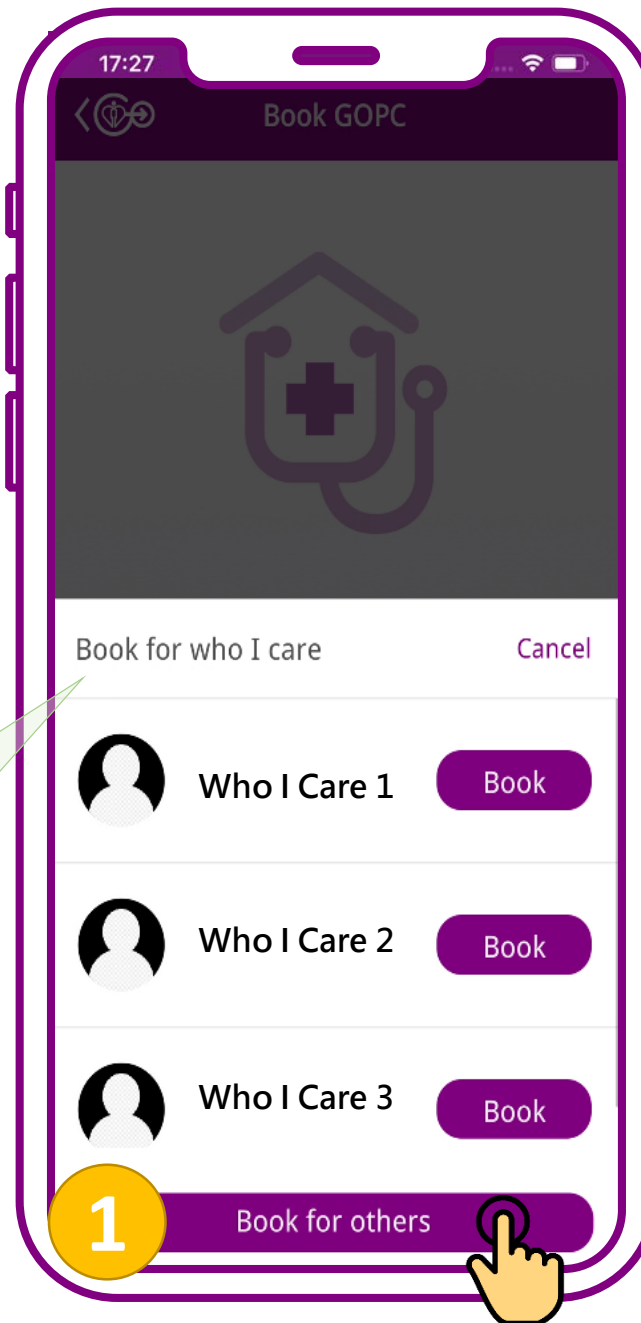 17:27
Book GOPC
Book for who I care Cancel
Who I Care 1 Book
Who I Care 2 Book
Who I Care 3 Book
1 Book for others